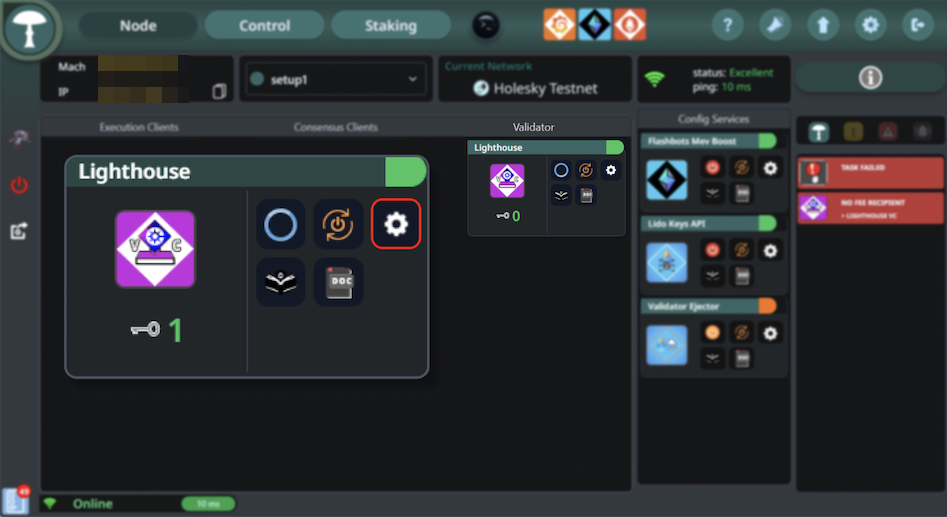 Node
Control
Staking
?
Mach
IP
setup1
Current Network
Holesky Testnet
status: Excellent
ping: 10 ms
Execution Clients
Consensus Clients
Validator
Config Services
Lighthouse
V C
1
DOC
Lighthouse
0
Flashbots Mev Boost
Lido Keys API
Validator Ejector
TASK FAILED
NO FEE RECIPIENT
> LIGHTHOUSE VC
49
Online
10 ms